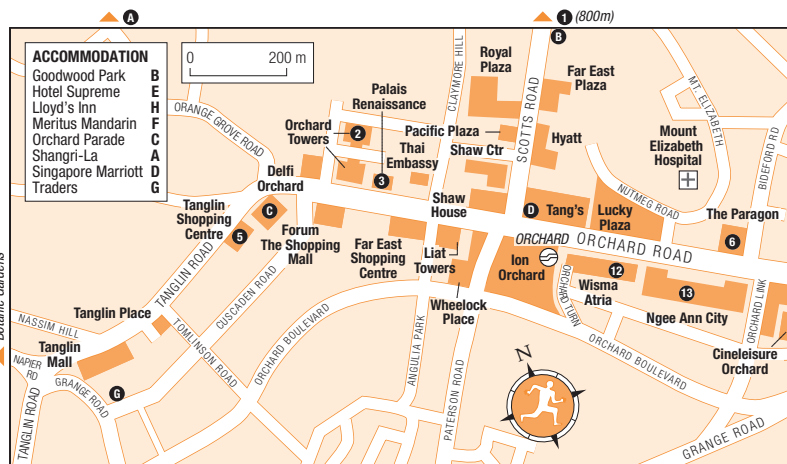 A
1 (800m)
B
ACCOMMODATION
Goodwood Park B
Hotel Supreme E
Lloyd's Inn H
Meritus Mandarin F
Orchard Parade C
Shangri-La A
Singapore Marriott D
Traders G
0 200 m
ORANGE GROVE ROAD
Palais
Renaissance
CLAYMORE HILL
Royal
Plaza
SCOTTS ROAD
Far East
Plaza
MT. ELIZABETH
BIDEFORD RD
Orchard
Towers
2
Pacific Plaza
Thai
Embassy
3
Shaw Ctr
Hyatt
Mount
Elizabeth
Hospital
NUTMEG ROAD
Delfi
Orchard
C
Tanglin
Shopping
Centre
5
Forum
The Shopping
Mall
Far East
Shopping
Centre
Shaw
House
Liat
Towers
D
Tang's
Lucky
Plaza
The Paragon
6
ORCHARD
ORCHARD ROAD
Ion
Orchard
ORCHARD TURN
12
Wisma
Atria
13
Ngee Ann City
ORCHARD LINK
Wheelock
Place
TANGLIN ROAD
CUSCADEN ROAD
Botanic Gardens
NASSIM HILL
Tanglin Place
TOMLINSON ROAD
ORCHARD BOULEVARD
ANGULIA PARK
PATERSON ROAD
ORCHARD BOULEVARD
Cineleisure
Orchard
Tanglin
Mall
NAPIER
RD
GRANGE ROAD
G
TANGLIN ROAD
N
GRANGE ROAD